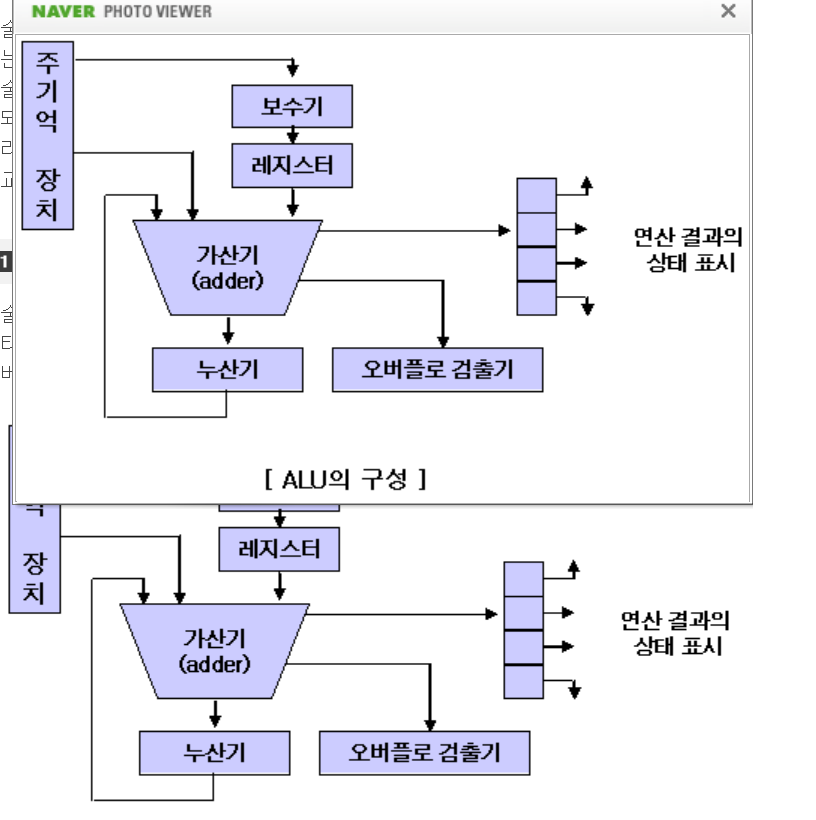 NAVER PHOTO VIEWER
주기억 장치
보수기
레지스터
가산기
(adder)
연산 결과의
상태 표시
누산기
오버플로 검출기
[ ALU의 구성 ]
장치
레지스터
가산기
(adder)
연산 결과의
상태 표시
누산기
오버플로 검출기